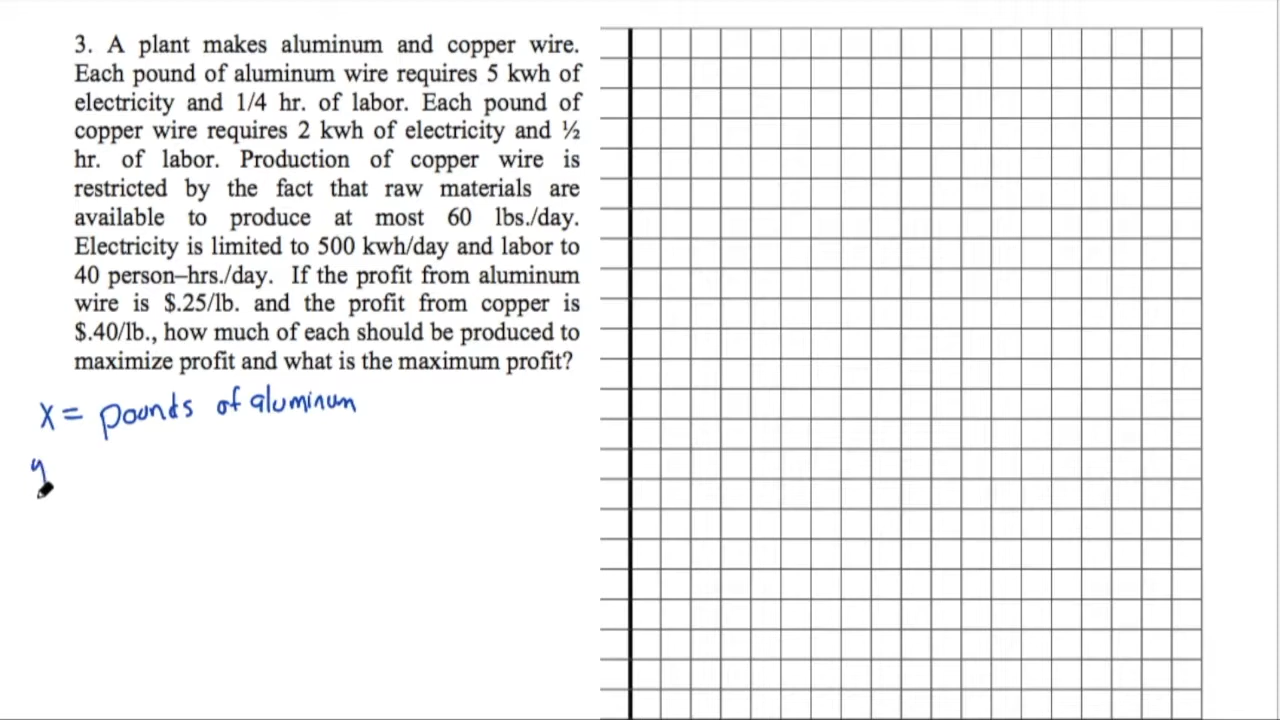 3. A plant makes aluminum and copper wire.
Each pound of aluminum wire requires 5 kwh of
electricity and 1/4 hr. of labor. Each pound of
copper wire requires 2 kwh of electricity and ½
hr. of labor. Production of copper wire is
restricted by the fact that raw materials are
available to produce at most 60 lbs./day.
Electricity is limited to 500 kwh/day and labor to
40 person–hrs./day. If the profit from aluminum
wire is $.25/lb. and the profit from copper is
$.40/lb., how much of each should be produced to
maximize profit and what is the maximum profit?
x = pounds of aluminum
y